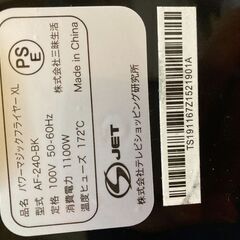 品名 パワーマジックフライヤーXL
型式 AF-240-BK
定格 100V 50-60Hz
消費電力 1100W
温度ヒューズ 172℃
PS
E
株式会社三昧生活
Made in China
S JET
株式会社テレビショッピング研究所
TS191167Z1521901A